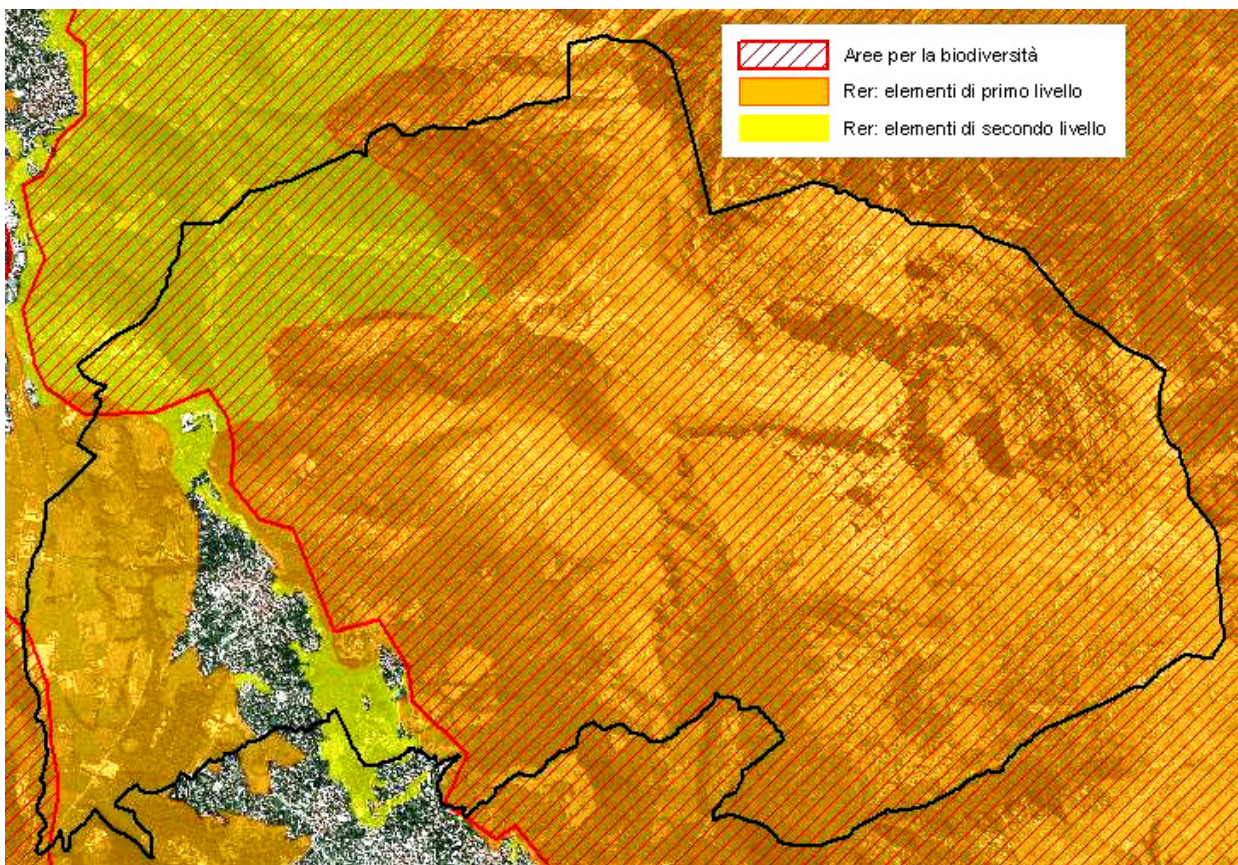 Aree per la biodiversità
Rer: elementi di primo livello
Rer: elementi di secondo livello